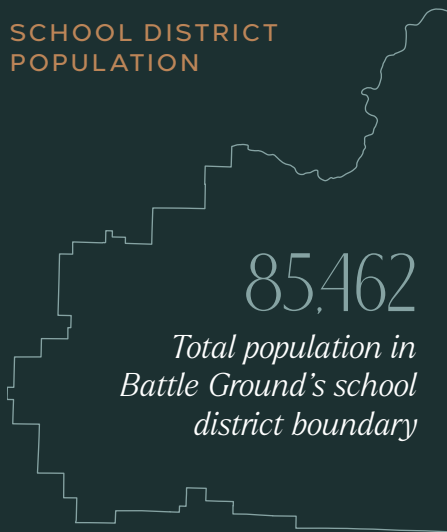 SCHOOL DISTRICT
POPULATION
85,462
Total population in
Battle Ground’s school
district boundary